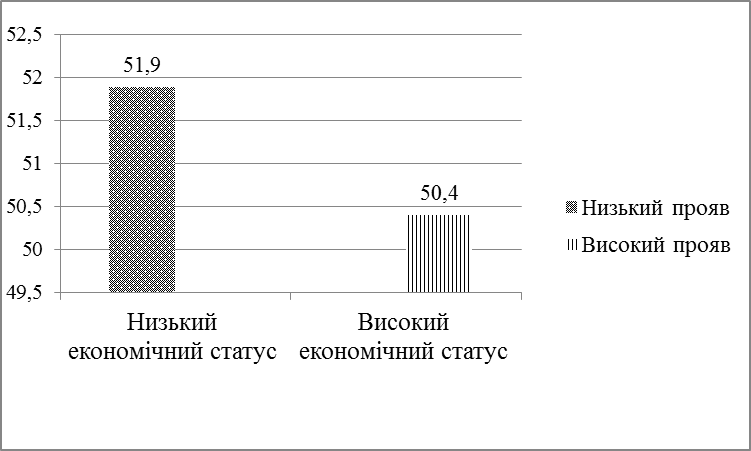 52,5
52
51,5
51
50,5
50
49,5
51,9
50,4
Низький
економічний статус
Високий
економічний статус
Низький прояв
Високий прояв